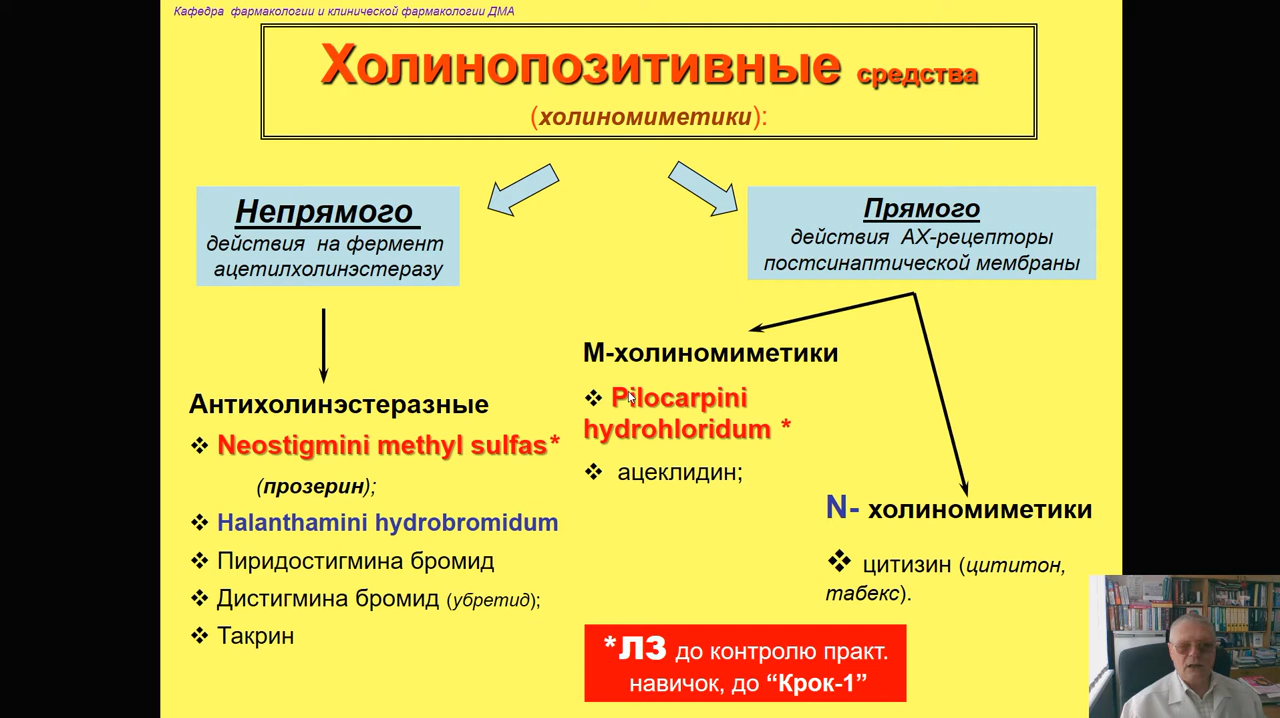 Кафедра фармакологии и клинической фармакологии ДМА
Холинопозитивные средства
(холиномиметики):
Непрямого
действия на фермент
ацетилхолинэстеразу
Прямого
действия АХ-рецепторы
постсинаптической мембраны
Антихолинэстеразные
❖ Neostigmini methyl sulfas*
(прозерин);
❖ Halanthamini hydrobromidum
❖ Пиридостигмина бромид
❖ Дистигмина бромид (убретид);
❖ Такрин
М-холиномиметики
❖ Pilocarpini
hydrohloridum *
❖ ацеклидин;
N- холиномиметики
❖ цитизин (цититон,
табекс).
*ЛЗ до контролю практ.
навичок, до “Крок-1”